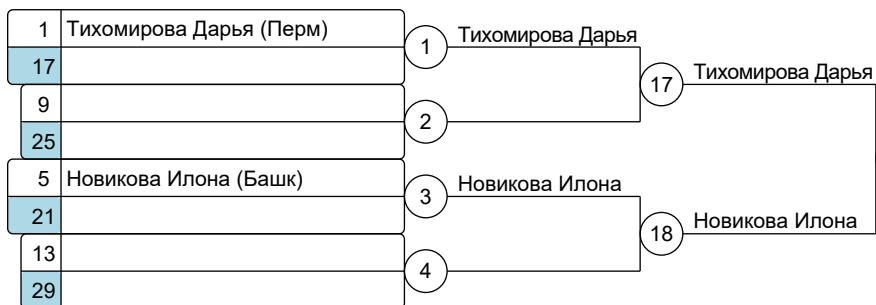 1 Тихомирова Дарья (Перм)
17
1 Тихомирова Дарья
9
25
2
17 Тихомирова Дарья
5 Новикова Илона (Башк)
21
3 Новикова Илона
13
29
4
18 Новикова Илона